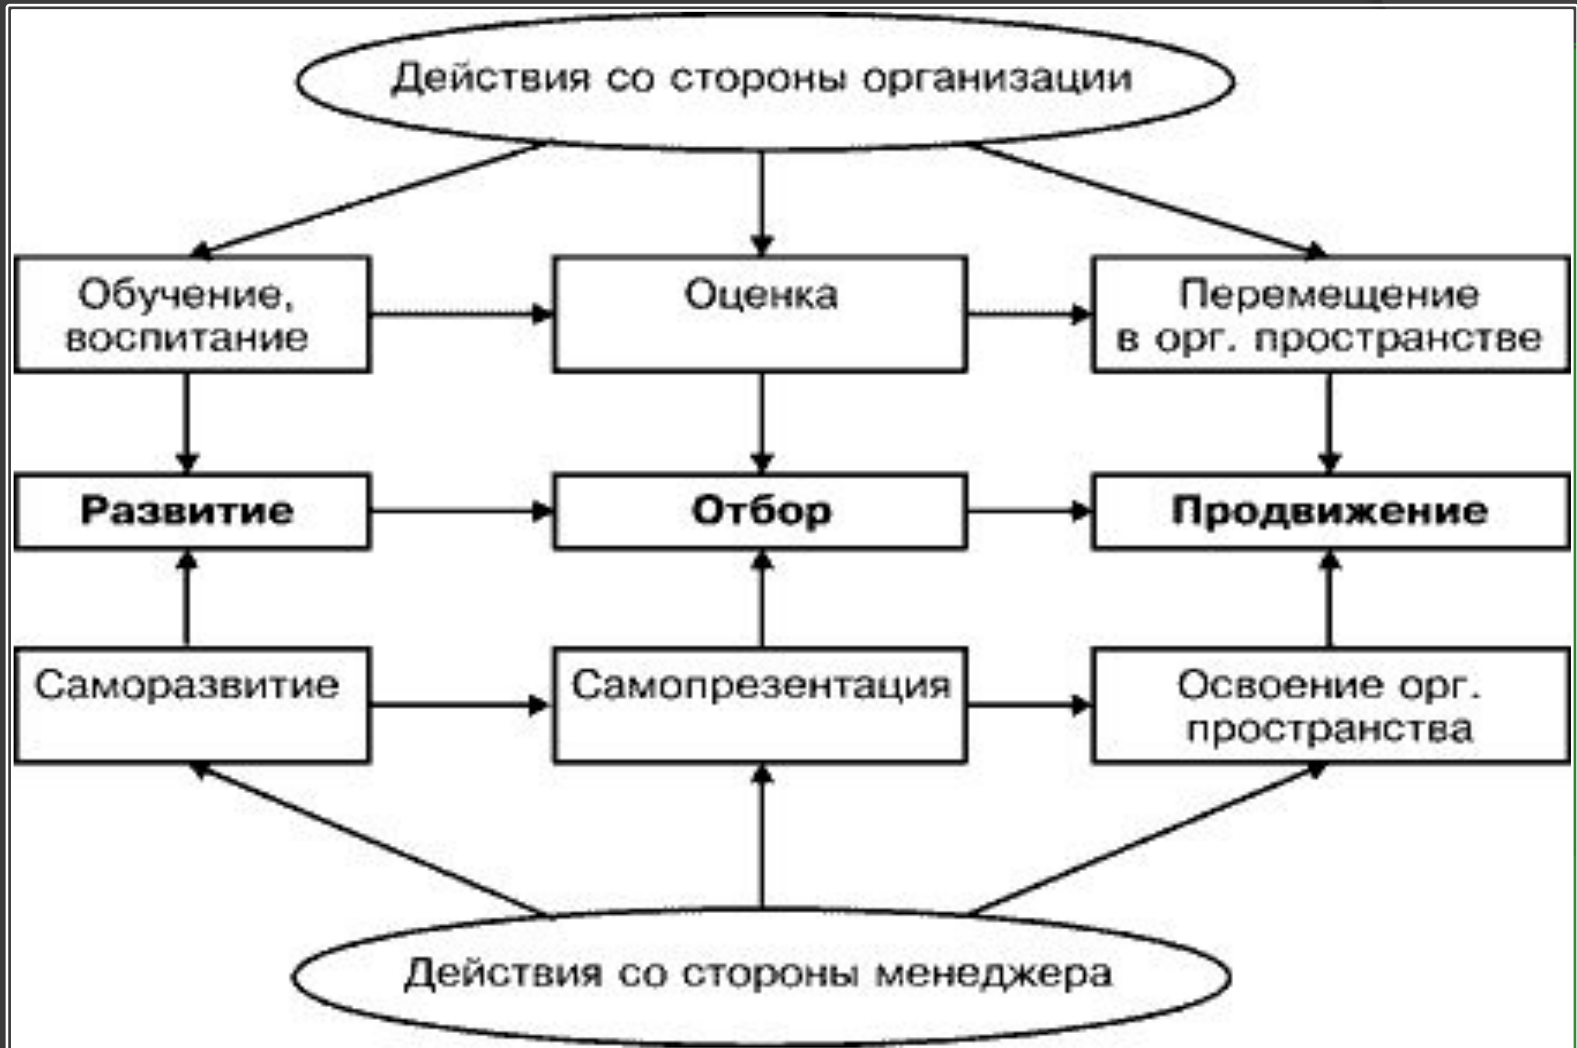 Действия со стороны организации
Обучение,
воспитание
Оценка
Перемещение
в орг. пространстве
Развитие
Отбор
Продвижение
Саморазвитие
Самопрезентация
Освоение орг.
пространства
Действия со стороны менеджера